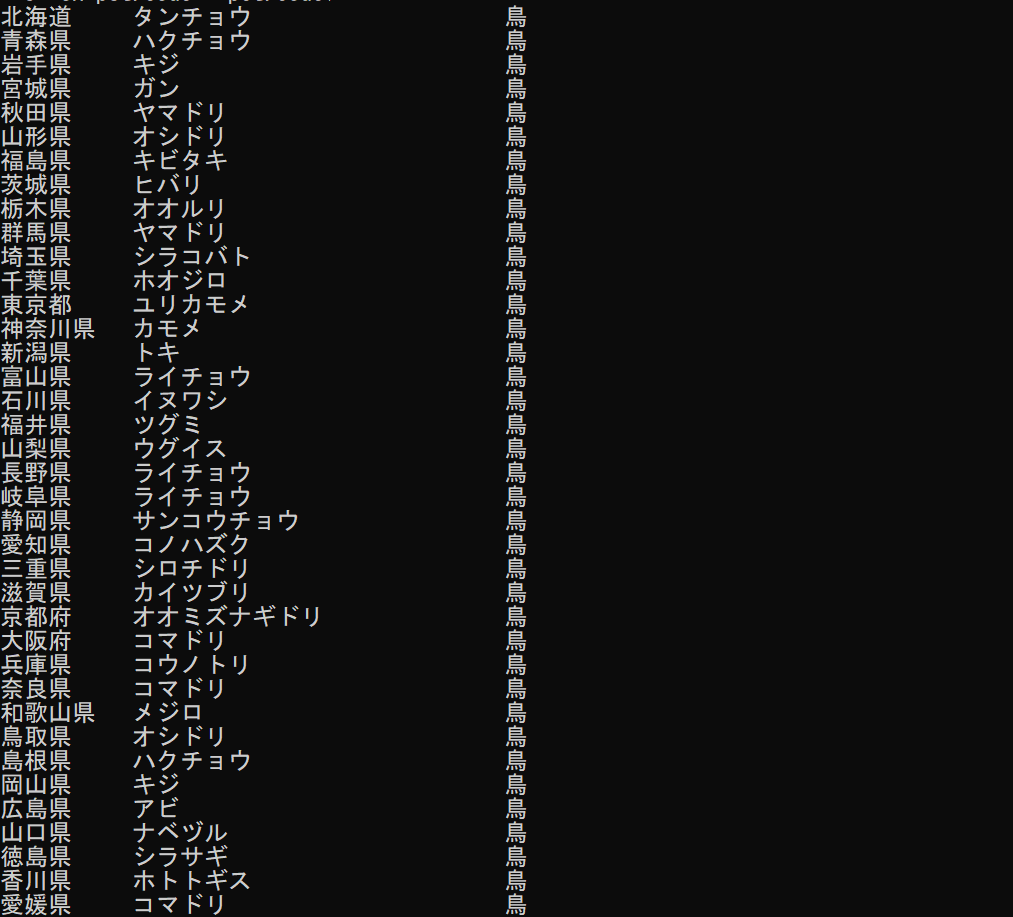 北海道 タンチョウ 鳥
青森県 ハクチョウ 鳥
岩手県 キジ 鳥
宮城県 ガン 鳥
秋田県 ヤマドリ 鳥
山形県 オシドリ 鳥
福島県 キビタキ 鳥
茨城県 ヒバリ 鳥
栃木県 オオルリ 鳥
群馬県 ヤマドリ 鳥
埼玉県 シラコバト 鳥
千葉県 ホオジロ 鳥
東京都 ユリカモメ 鳥
神奈川県 カモメ 鳥
新潟県 トキ 鳥
富山県 ライチョウ 鳥
石川県 イヌワシ 鳥
福井県 ツグミ 鳥
山梨県 ウグイス 鳥
長野県 ライチョウ 鳥
岐阜県 ライチョウ 鳥
静岡県 サンコウチョウ 鳥
愛知県 コノハズク 鳥
三重県 シロチドリ 鳥
滋賀県 カイツブリ 鳥
京都府 オオミズナギドリ 鳥
大阪府 コマドリ 鳥
兵庫県 コウノトリ 鳥
奈良県 コマドリ 鳥
和歌山県 メジロ 鳥
鳥取県 オシドリ 鳥
島根県 ハクチョウ 鳥
岡山県 キジ 鳥
広島県 アビ 鳥
山口県 ナベヅル 鳥
徳島県 シラサギ 鳥
香川県 ホトトギス 鳥
愛媛県 コマドリ 鳥